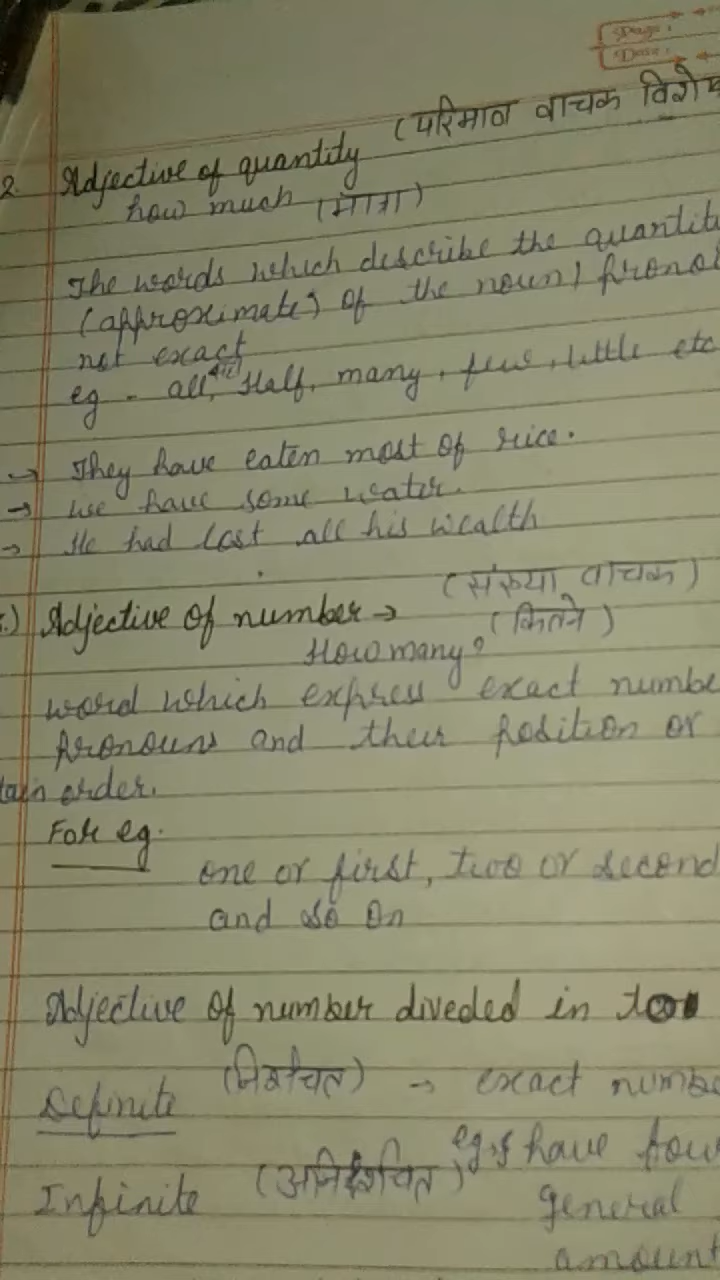 Page:
Date:
(परिमाण वाचक विशे
2. Adjective of quantity
how much (मात्रा)
The words which describe the quantit
(approximate) of the noun, prono
not exact
eg - all, Half, many, few, little etc
→ They have eaten most of rice.
→ We have some water.
→ He had lost all his wealth
(संख्या वाचक)
Adjective of number → (कितने)
How many?
word which express exact numbe
pronouns and their position or
tain order.
For eg.
one or first, two or second
and so on
Adjective of number diveded in
Definite (निश्चित) → exact numbe
eg. I have fou
Infinite (अनिश्चित) general
amount